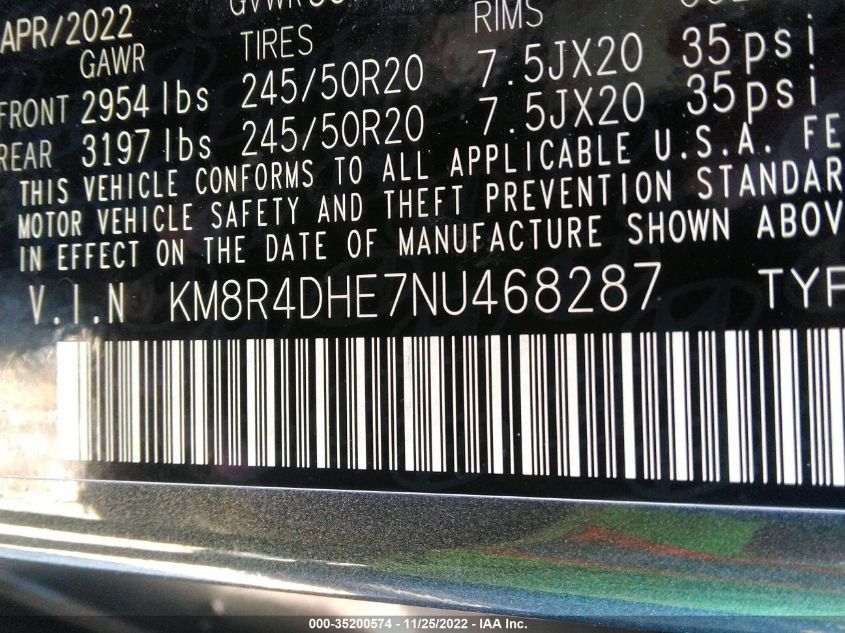 APR/2022 GVWR
GAWR TIRES RIMS
FRONT 2954 lbs 245/50R20 7.5JX20 35psi
REAR 3197 lbs 245/50R20 7.5JX20 35psi
THIS VEHICLE CONFORMS TO ALL APPLICABLE U.S.A. FE
MOTOR VEHICLE SAFETY AND THEFT PREVENTION STANDAR
IN EFFECT ON THE DATE OF MANUFACTURE SHOWN ABOV
V.I.N KM8R4DHE7NU468287 TYP
000-35200574 - 11/25/2022 - IAA Inc.